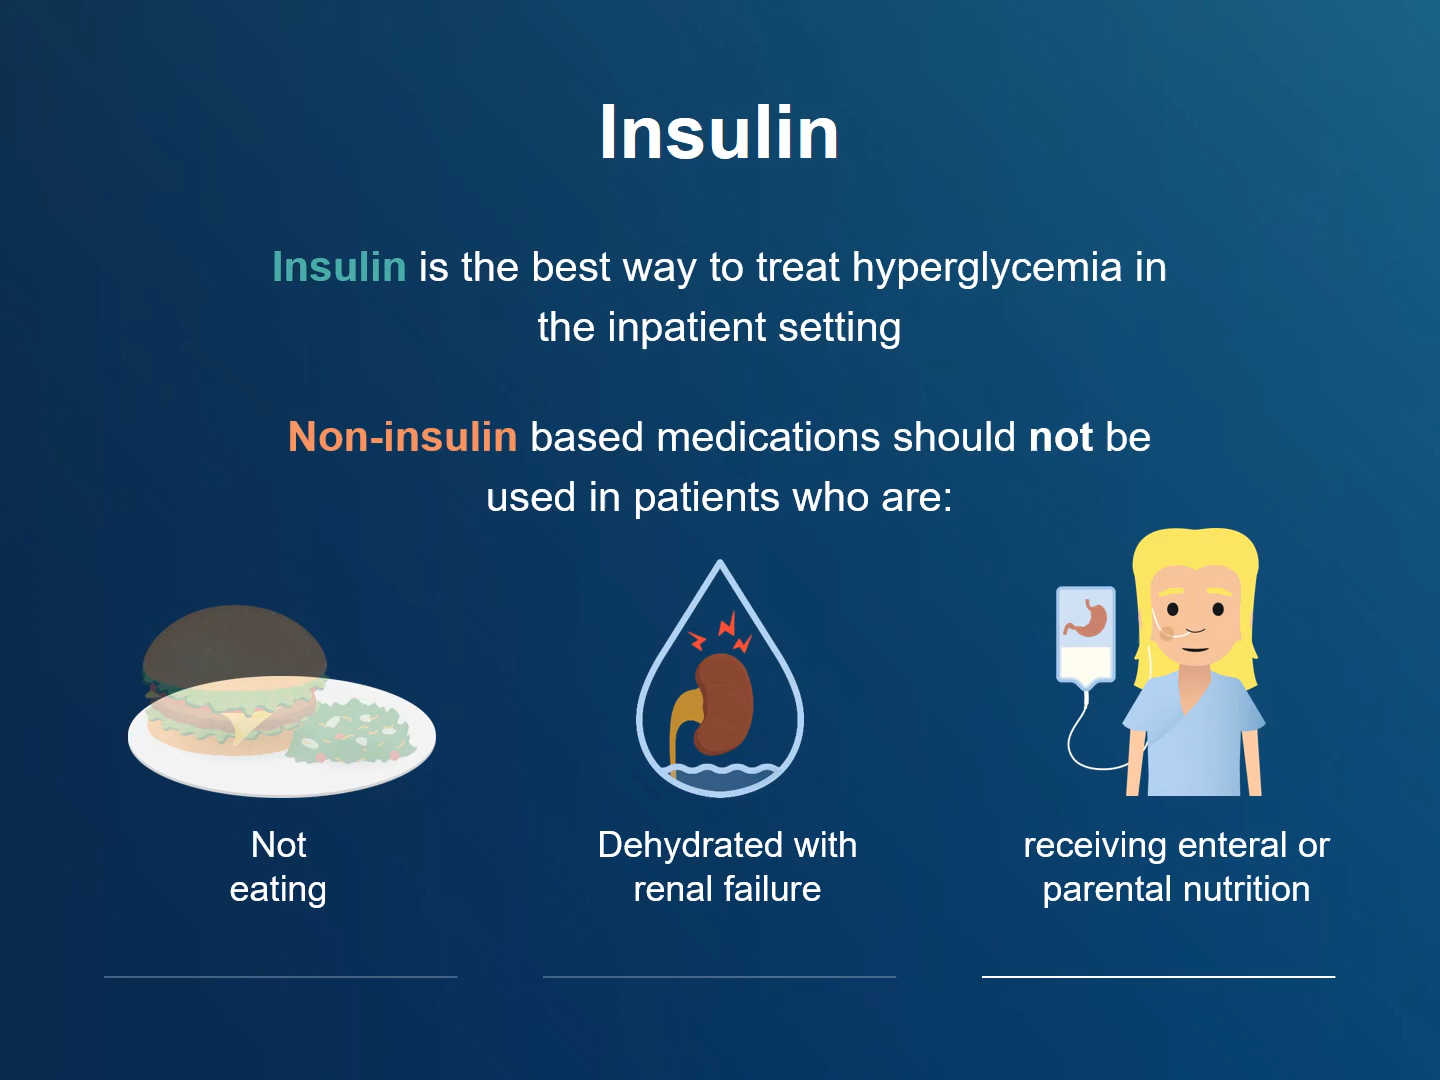 Insulin
Insulin is the best way to treat hyperglycemia in
the inpatient setting
Non-insulin based medications should not be
used in patients who are:
Not
eating
Dehydrated with
renal failure
receiving enteral or
parental nutrition